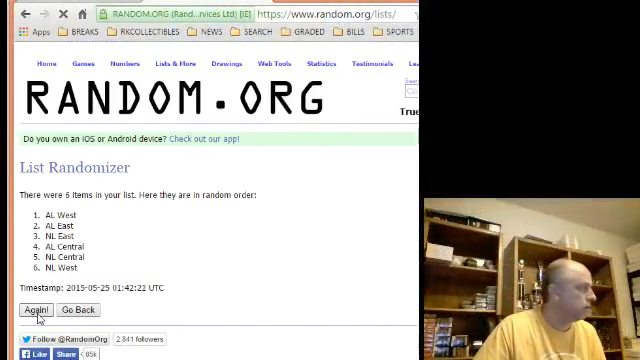 RANDOM.ORG (Rand...rvices Ltd) [IE] https://www.random.org/lists/
Apps BREAKS RKCOLLECTIBLES NEWS SEARCH GARDEN BILLS SPORTS
Home Games Numbers Lists & More Drawings Web Tools Statistics Testimonials
RANDOM.ORG
Do you own an iOS or Android device? Check out our app!
List Randomizer
There were 6 items in your list. Here they are in random order:
1. AL West
2. AL East
3. NL East
4. AL Central
5. NL Central
6. NL West
Timestamp: 2015-05-25 01:42:22 UTC
Again! Go Back
Follow @RandomOrg 2,841 followers
Like Share 85k